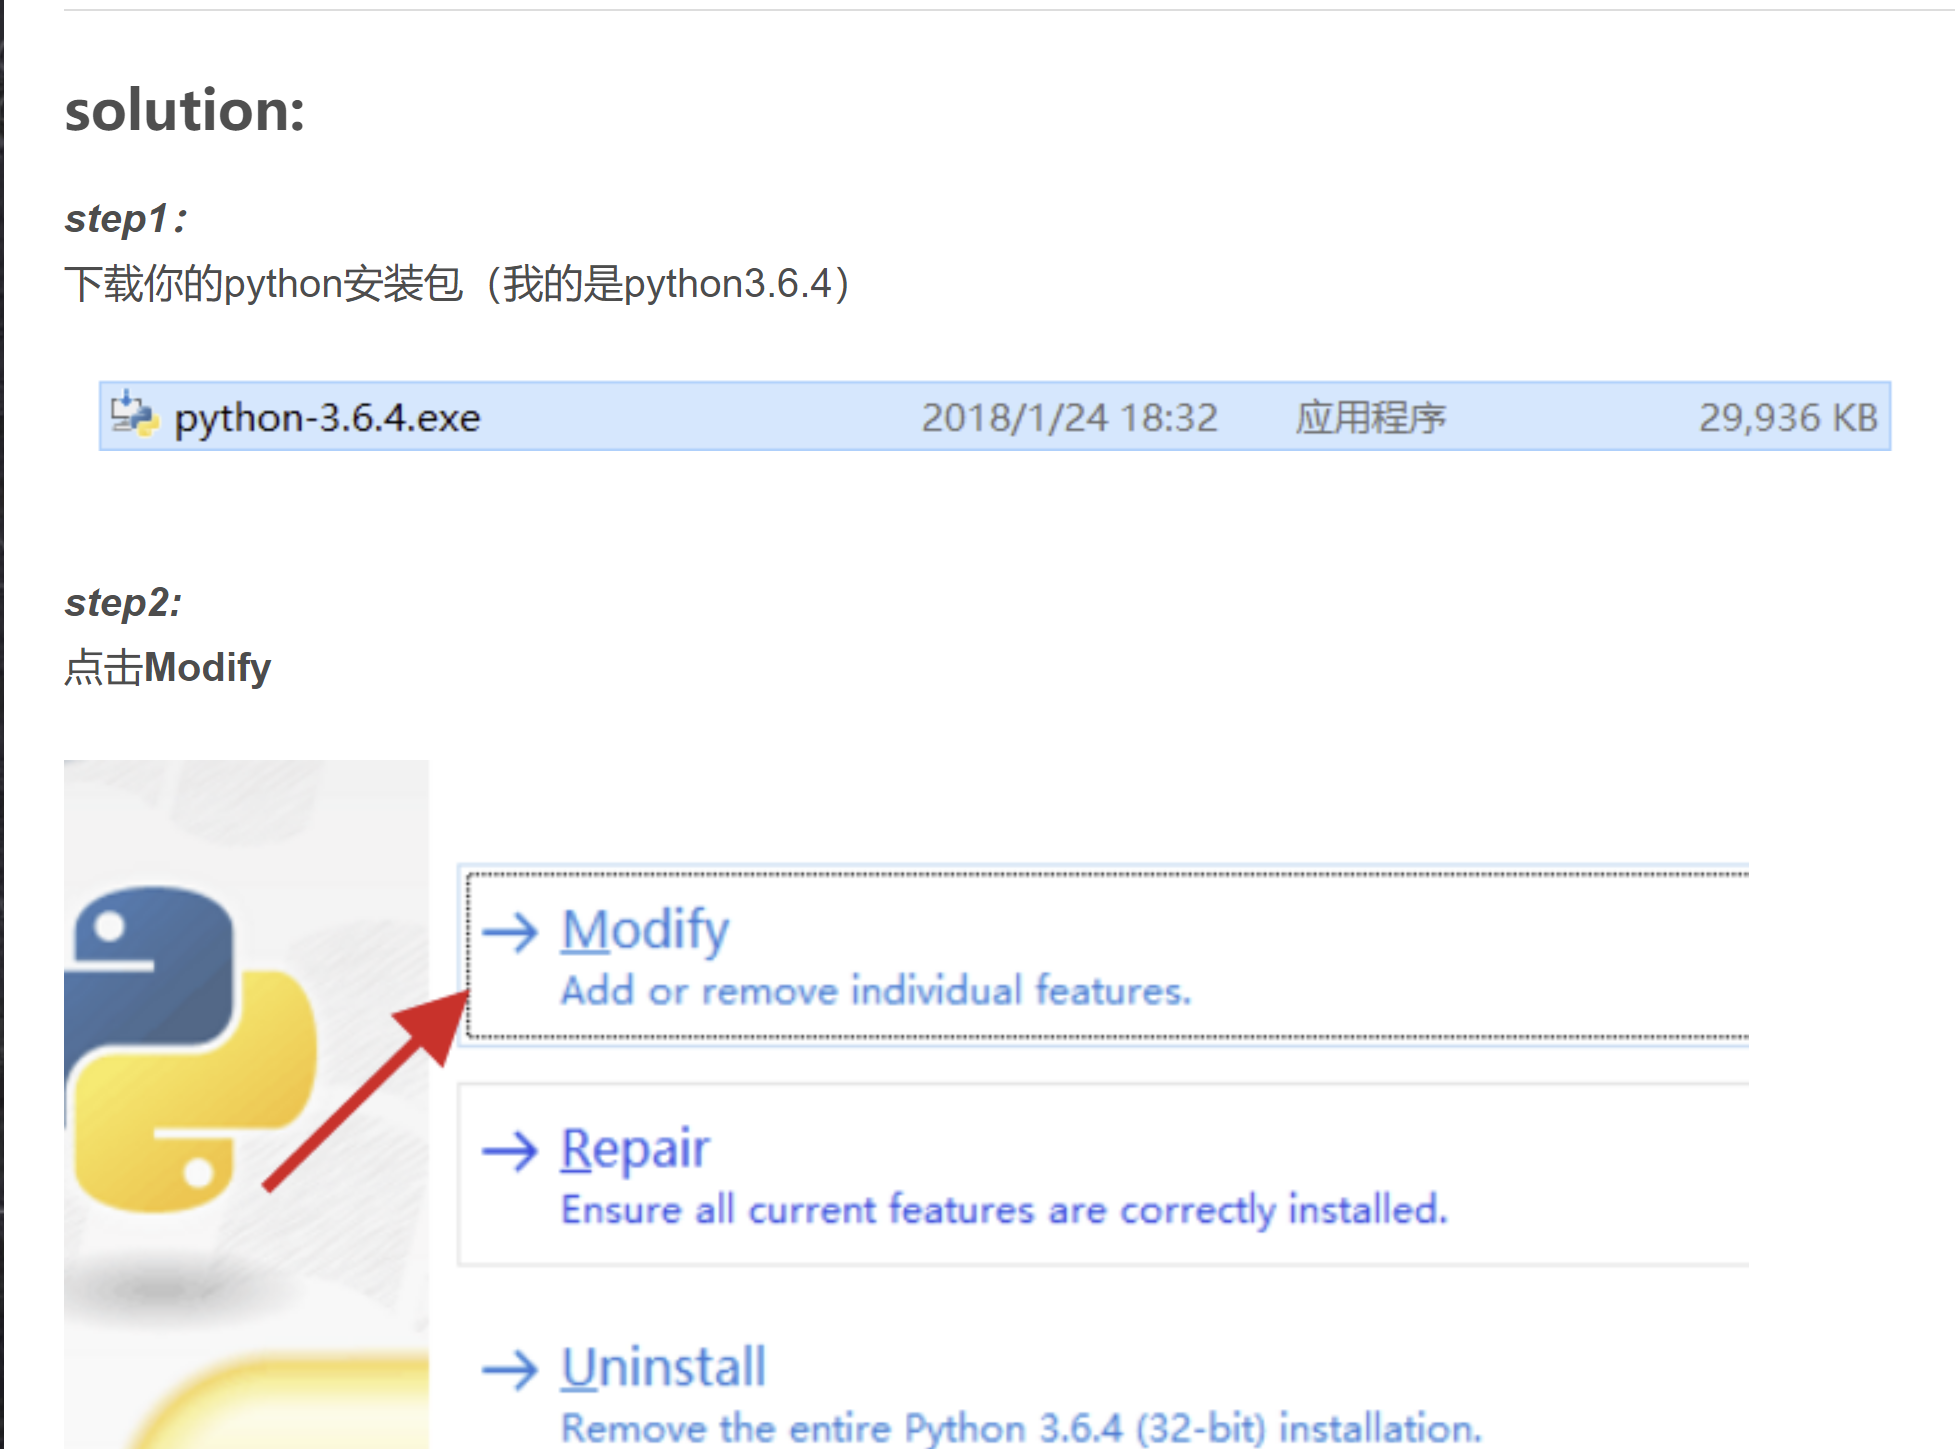 solution:
step1：
下载你的python安装包（我的是python3.6.4）
python-3.6.4.exe 2018/1/24 18:32 应用程序 29,936 KB
step2:
点击Modify
Modify
Add or remove individual features.
Repair
Ensure all current features are correctly installed.
Uninstall
Remove the entire Python 3.6.4 (32-bit) installation.